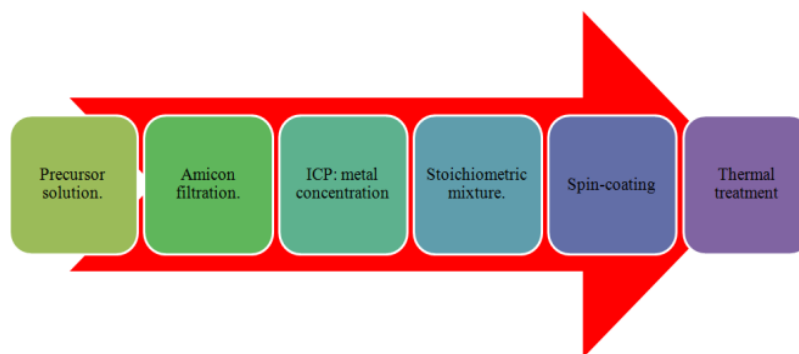 Precursor
solution.
Amicon
filtration.
ICP: metal
concentration
Stoichiometric
mixture.
Spin-coating
Thermal
treatment